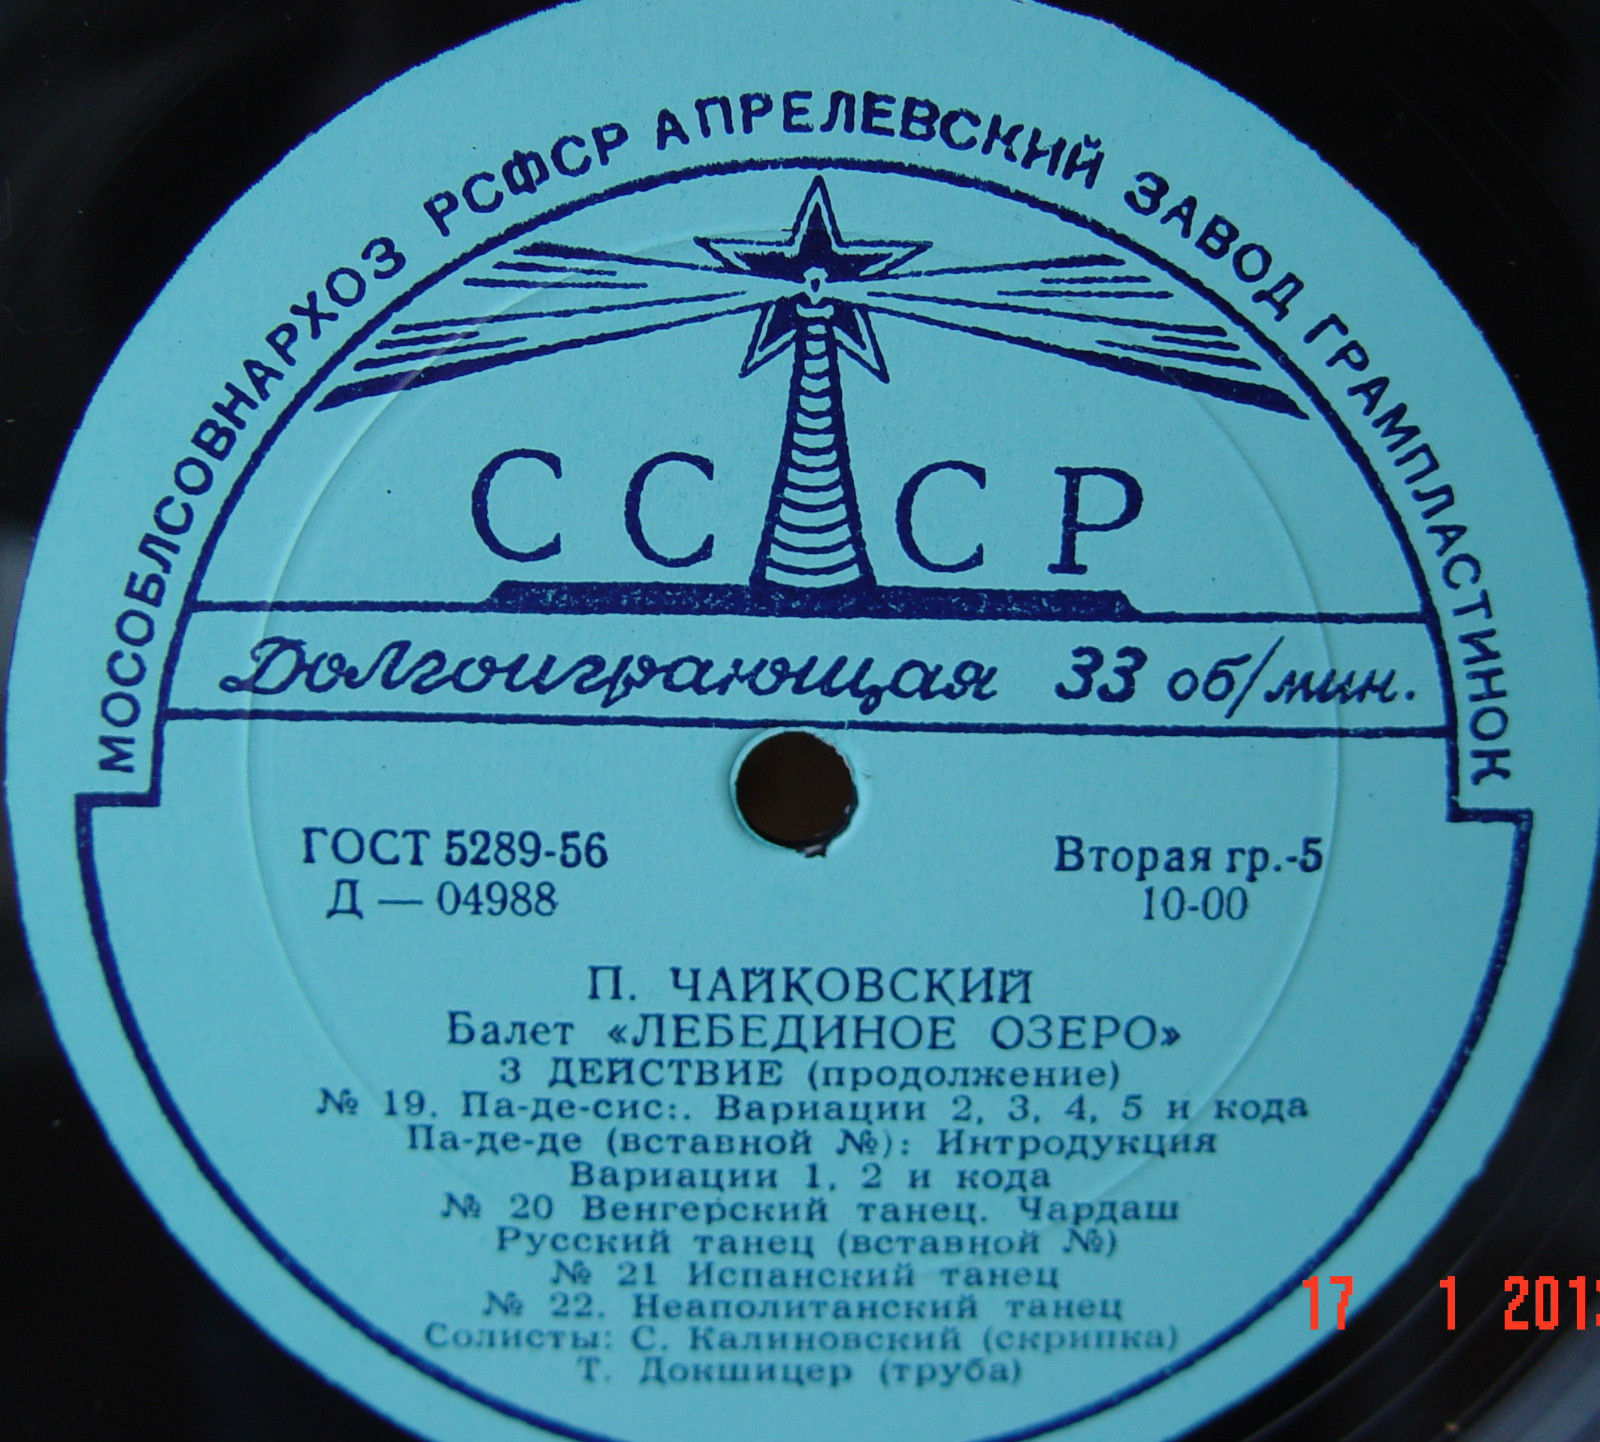 МОСОБЛСОВНАРХОЗ РСФСР АПРЕЛЕВСКИЙ ЗАВОД ГРАМПЛАСТИНОК
СССР
Долгоиграющая 33 об/мин.
ГОСТ 5289-56
Д — 04988
Вторая гр.-5
10-00
П. ЧАЙКОВСКИЙ
Балет «ЛЕБЕДИНОЕ ОЗЕРО»
3 ДЕЙСТВИЕ (продолжение)
№ 19. Па-де-сис:. Вариации 2, 3, 4, 5 и кода
Па-де-де (вставной №): Интродукция
Вариации 1, 2 и кода
№ 20 Венгерский танец. Чардаш
Русский танец (вставной №)
№ 21 Испанский танец
№ 22. Неаполитанский танец
Солисты: С. Калиновский (скрипка)
Т. Докшицер (труба)
17 1 2013